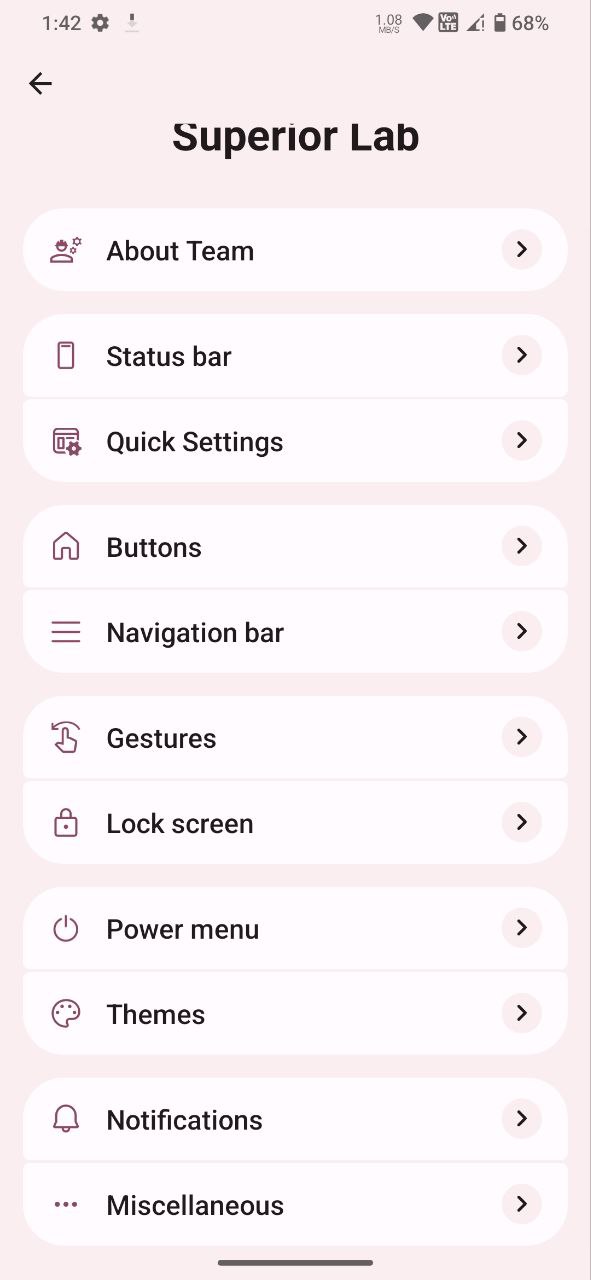 1:42
1.08
MB/S
Vo))
LTE
68%
Superior Lab
About Team
Status bar
Quick Settings
Buttons
Navigation bar
Gestures
Lock screen
Power menu
Themes
Notifications
Miscellaneous